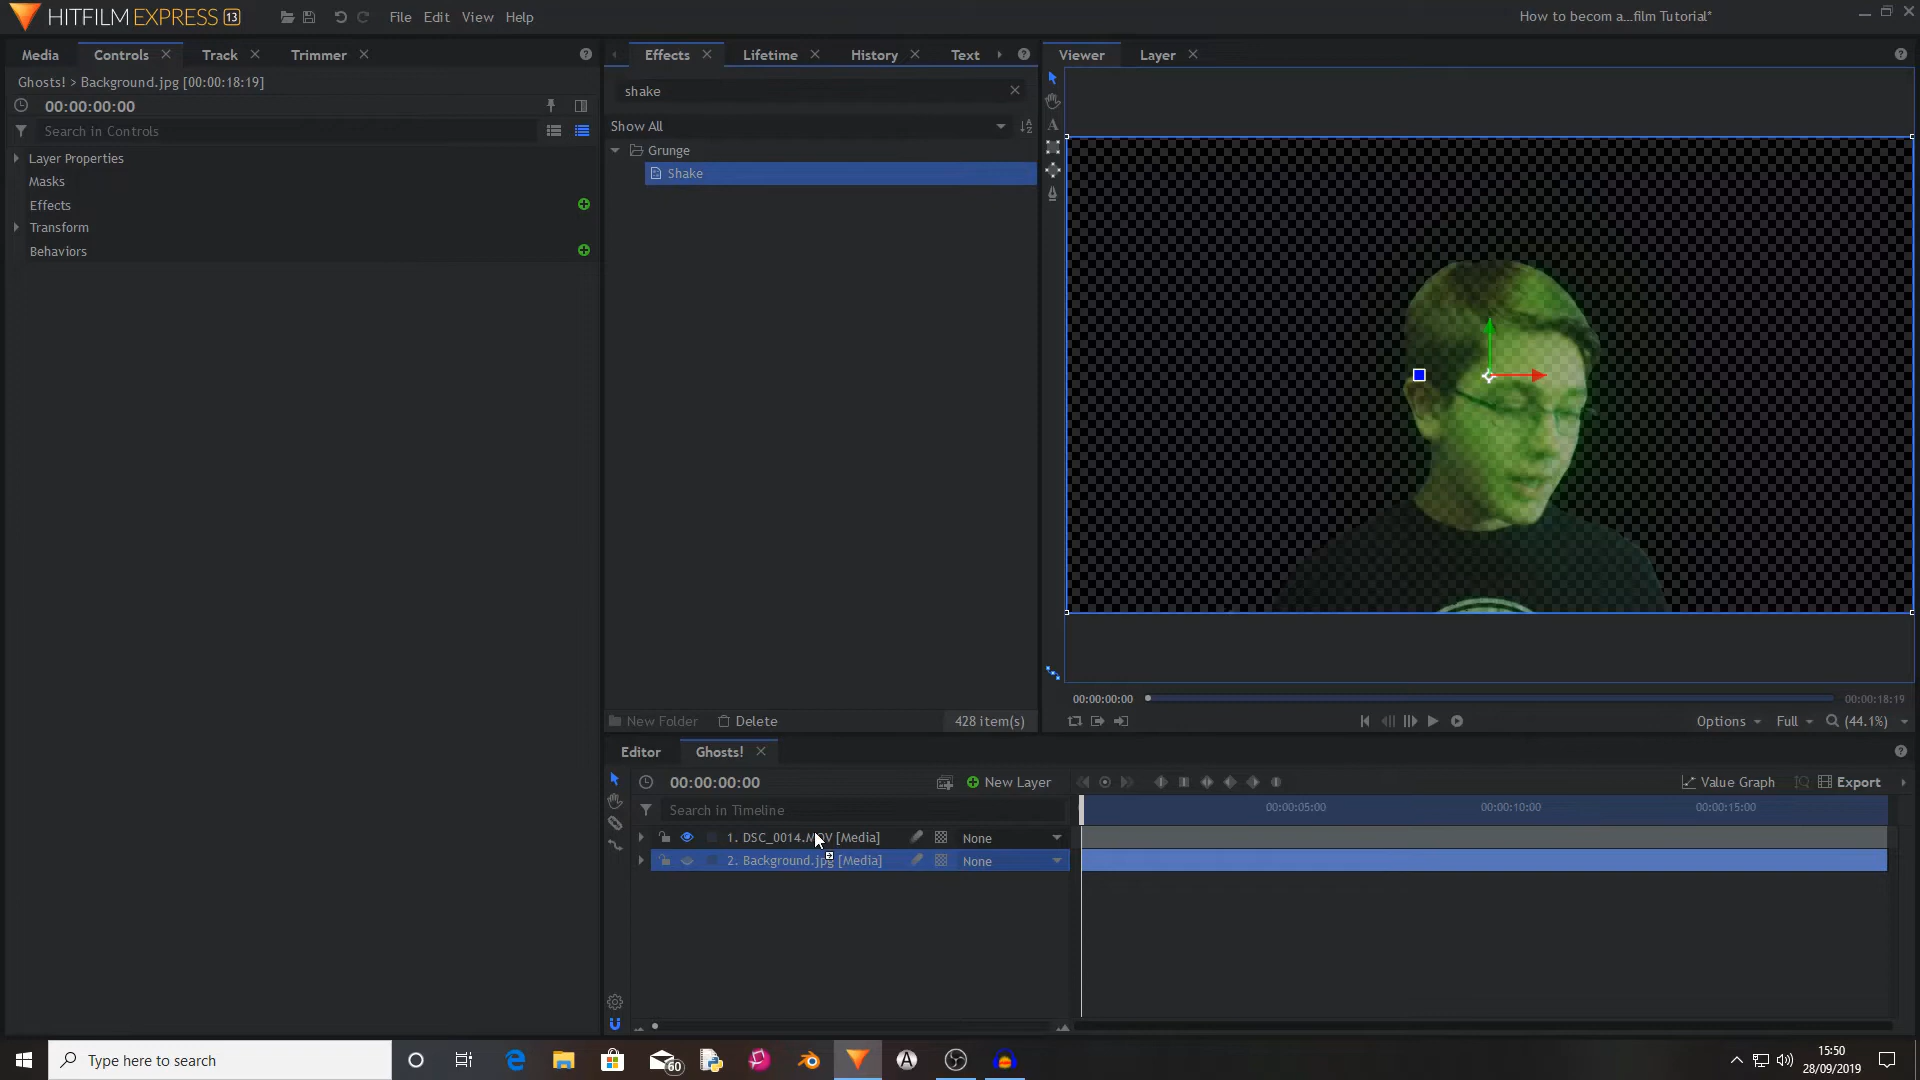 HITFILM EXPRESS 13
File Edit View Help
How to becom a...film Tutorial*
Media Controls Track Trimmer
Effects Lifetime History Text
Viewer Layer
Ghosts! > Background.jpg [00:00:18:19]
00:00:00:00
Search in Controls
Layer Properties
Masks
Effects
Transform
Behaviors
shake
Show All
Grunge
Shake
New Folder Delete 428 item(s)
00:00:00:00 00:00:18:19
Options Full (44.1%)
Editor Ghosts!
00:00:00:00 New Layer Value Graph Export
Search in Timeline
00:00:05:00 00:00:10:00 00:00:15:00
1. DSC_0014.MOV [Media] None
2. Background.jpg [Media] None
Type here to search
60
15:50
28/09/2019